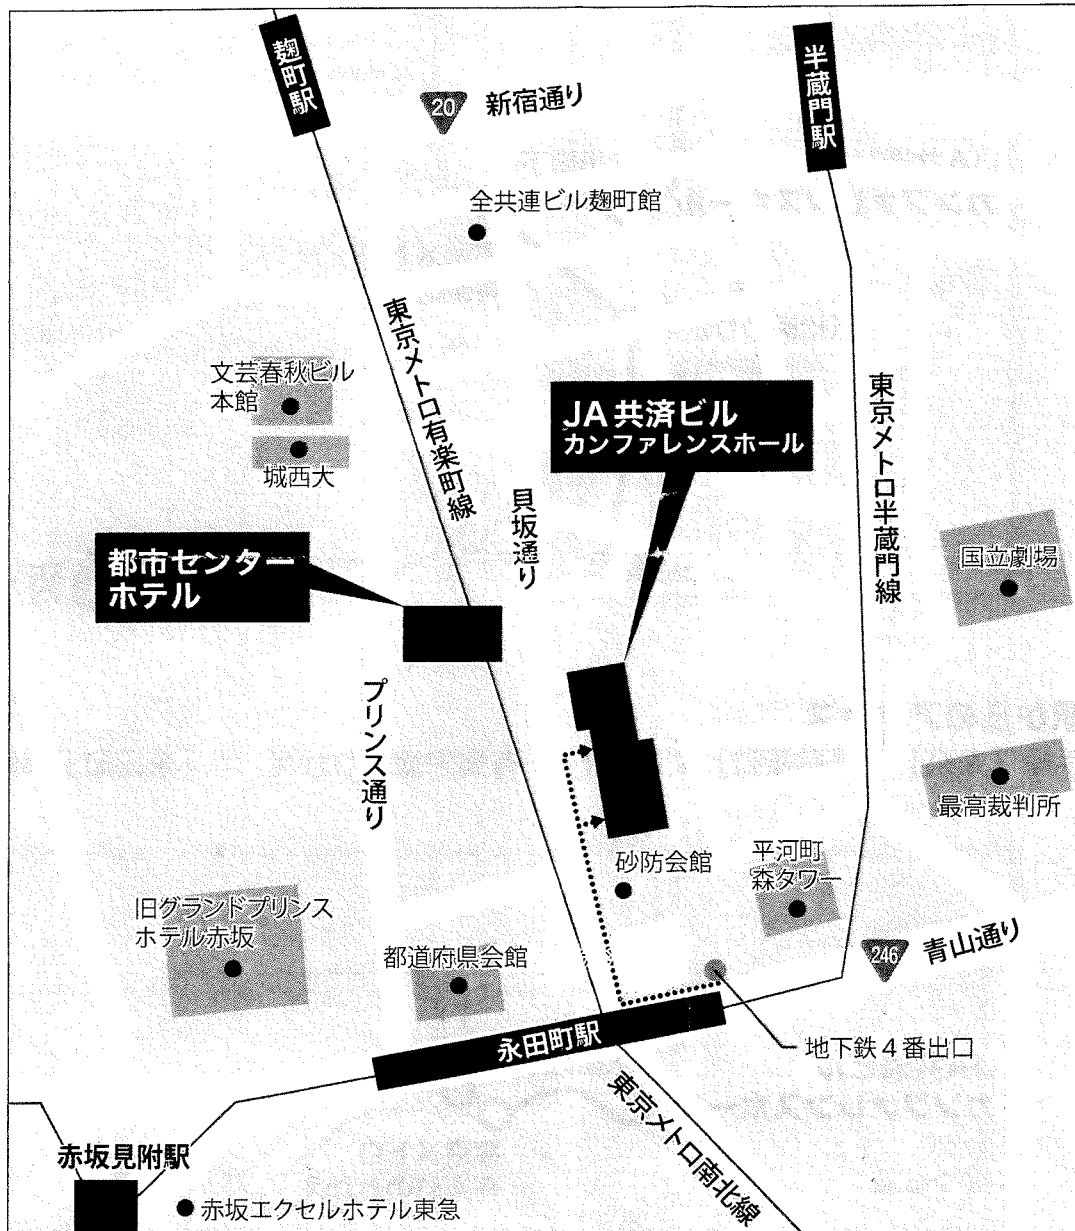 麹町駅
20
新宿通り
半蔵門駅
全共連ビル麹町館
東京メトロ有楽町線
文芸春秋ビル
本館
城西大
JA 共済ビル
カンファレンスホール
東京メトロ半蔵門線
貝坂通り
国立劇場
都市センター
ホテル
プリンス通り
最高裁判所
砂防会館
平河町
森タワー
旧グランドプリンス
ホテル赤坂
都道府県会館
246
青山通り
永田町駅
地下鉄4番出口
東京メトロ南北線
赤坂見附駅
赤坂エクセルホテル東急